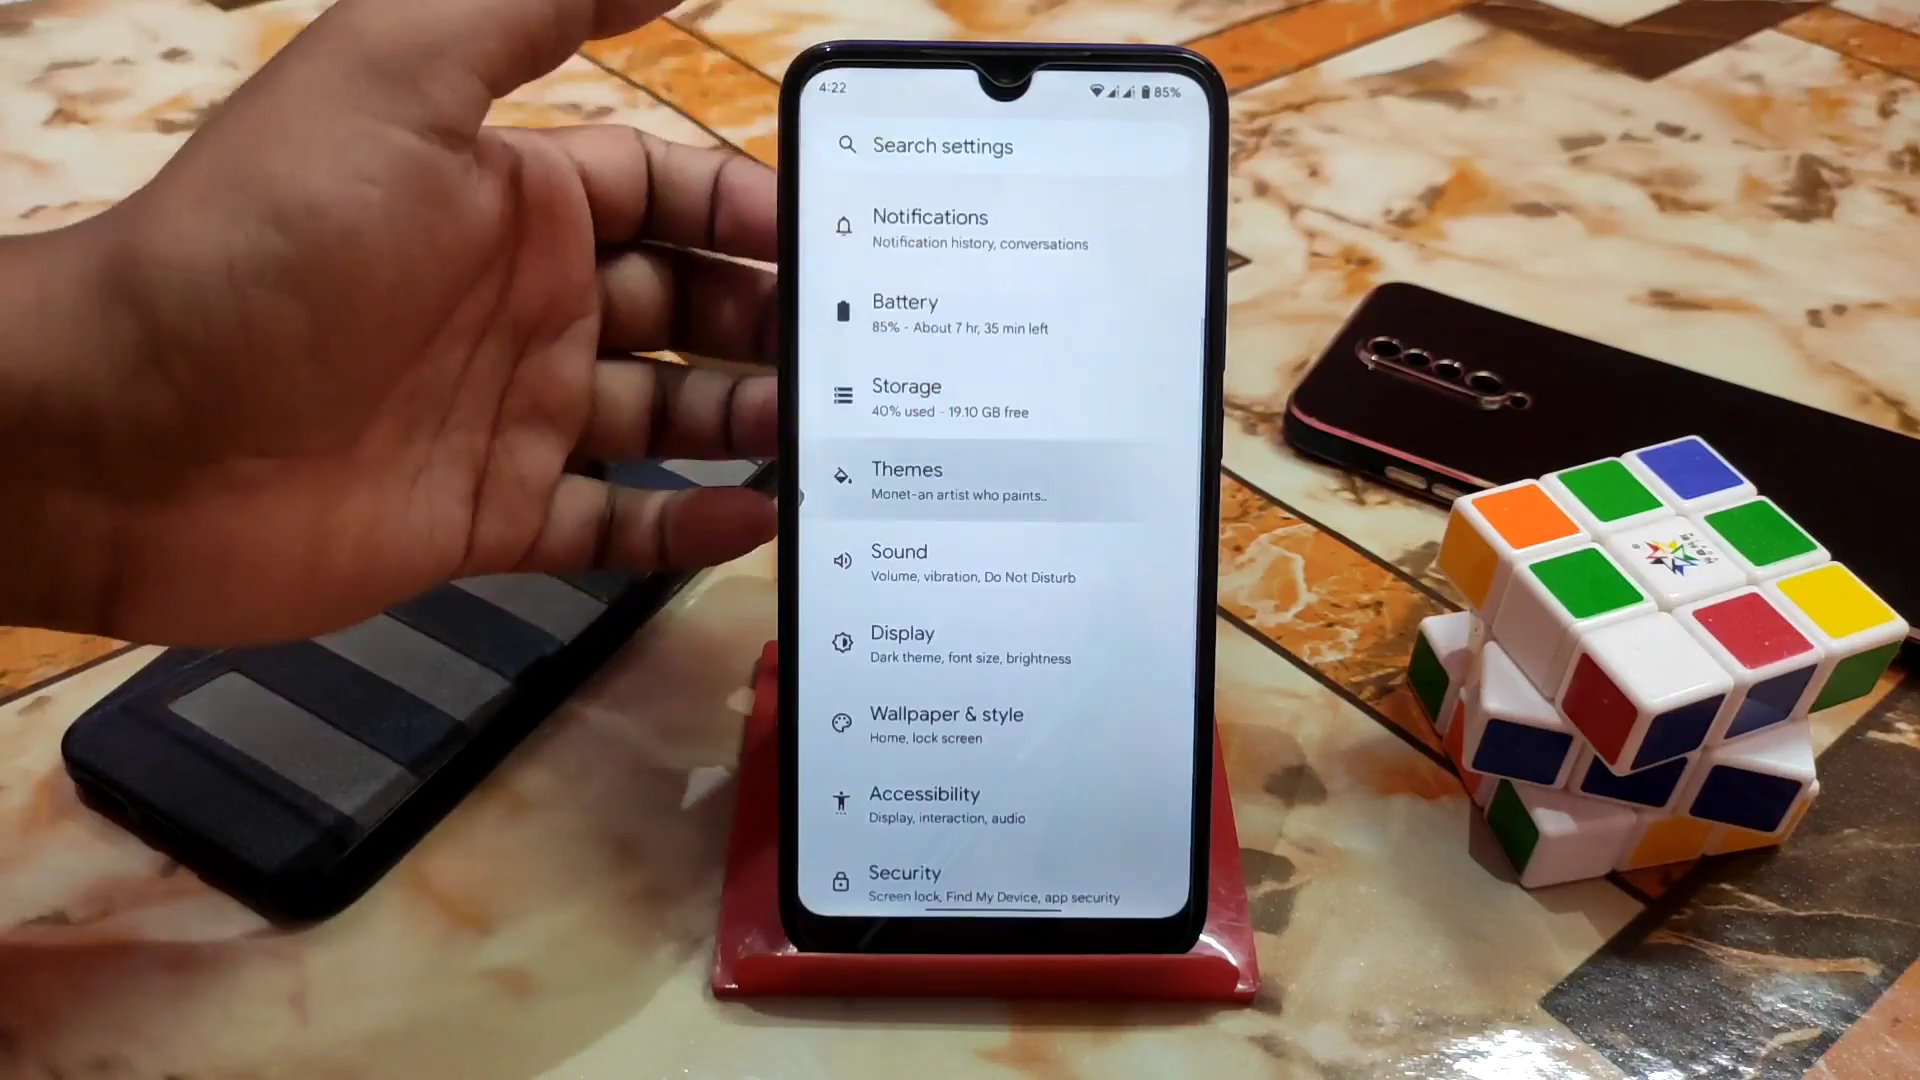 4:22
85%
Search settings
Notifications
Notification history, conversations
Battery
85% - About 7 hr, 35 min left
Storage
40% used - 19.10 GB free
Themes
Monet-an artist who paints..
Sound
Volume, vibration, Do Not Disturb
Display
Dark theme, font size, brightness
Wallpaper & style
Home, lock screen
Accessibility
Display, interaction, audio
Security
Screen lock, Find My Device, app security